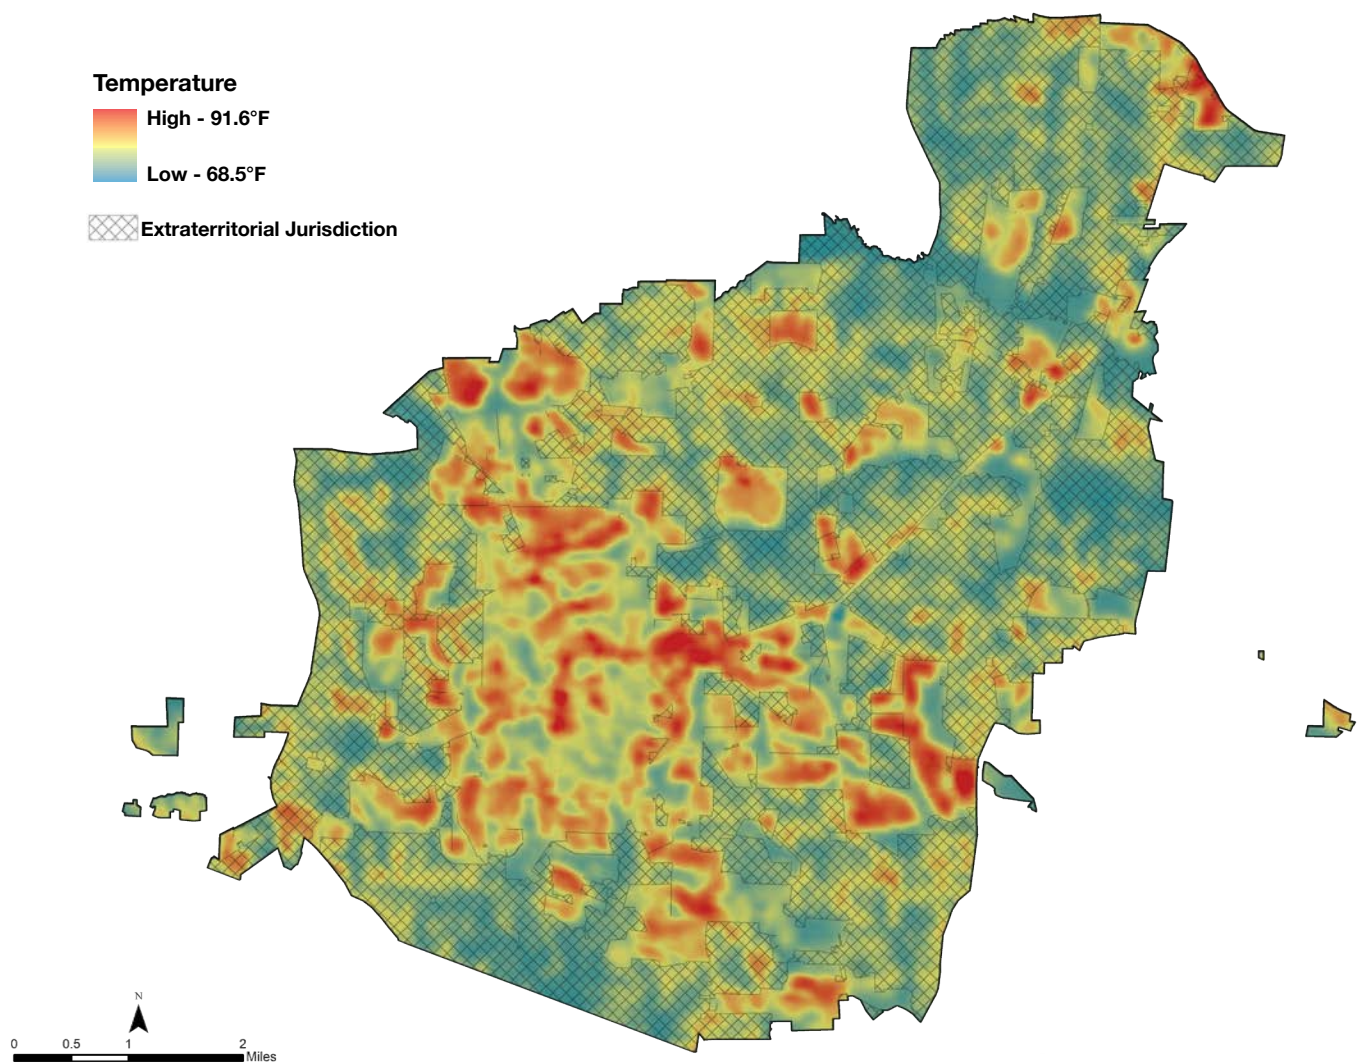 Temperature
High - 91.6°F
Low - 68.5°F
Extraterritorial Jurisdiction
N
0 0.5 1 2
Miles